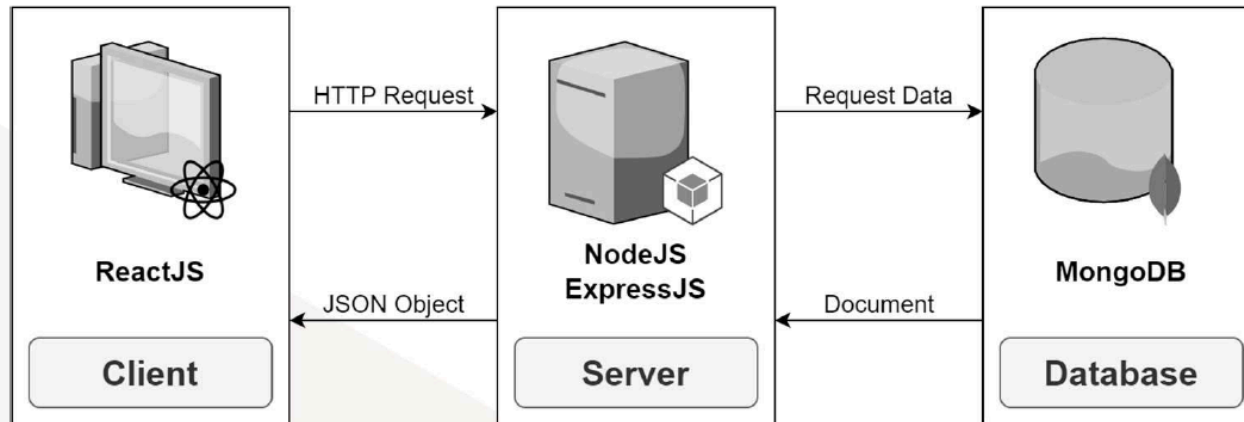 HTTP Request
Request Data
ReactJS
NodeJS
ExpressJS
MongoDB
JSON Object
Document
Client
Server
Database